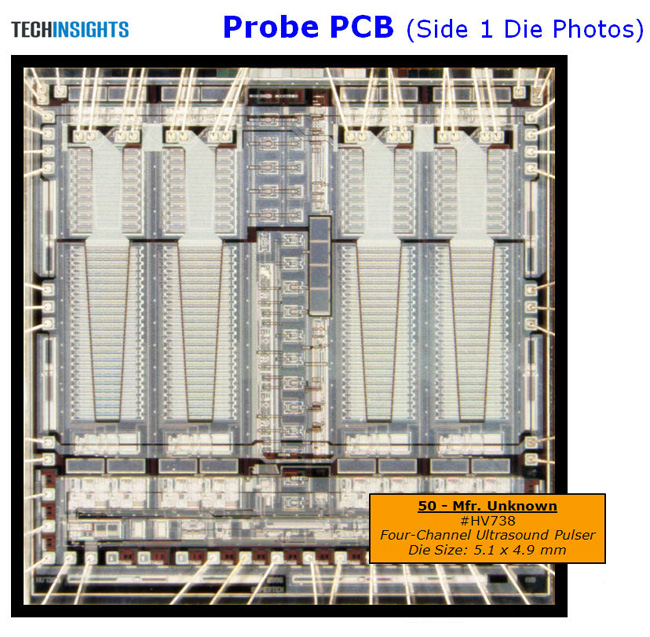 TECHINSIGHTS
Probe PCB (Side 1 Die Photos)
50 - Mfr. Unknown
#HV738
Four-Channel Ultrasound Pulser
Die Size: 5.1 x 4.9 mm